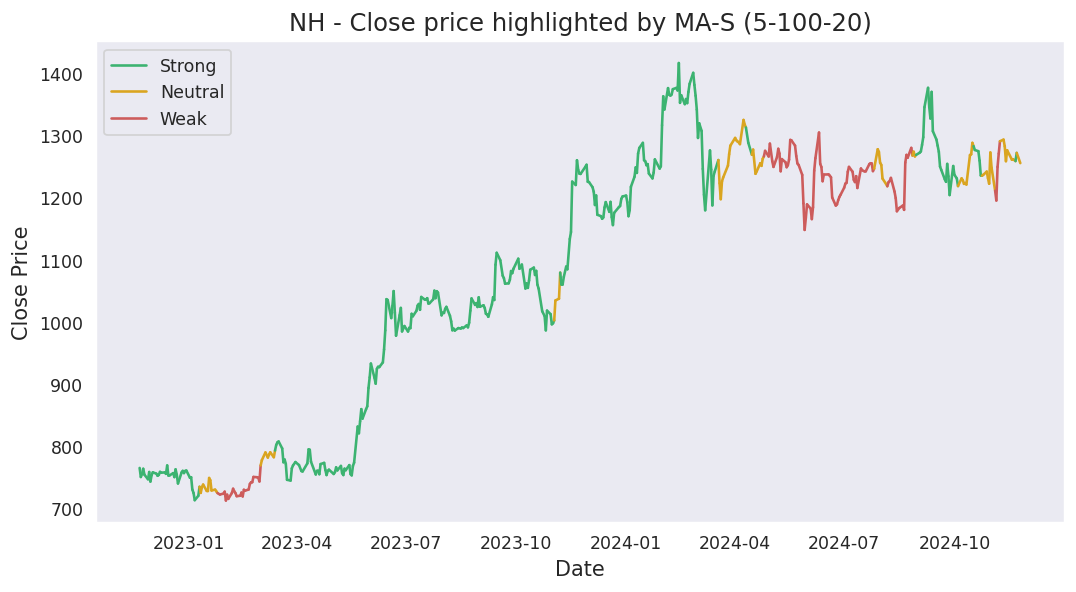 NH - Close price highlighted by MA-S (5-100-20)
Strong
Neutral
Weak
Close Price
1400
1300
1200
1100
1000
900
800
700
2023-01 2023-04 2023-07 2023-10 2024-01 2024-04 2024-07 2024-10
Date